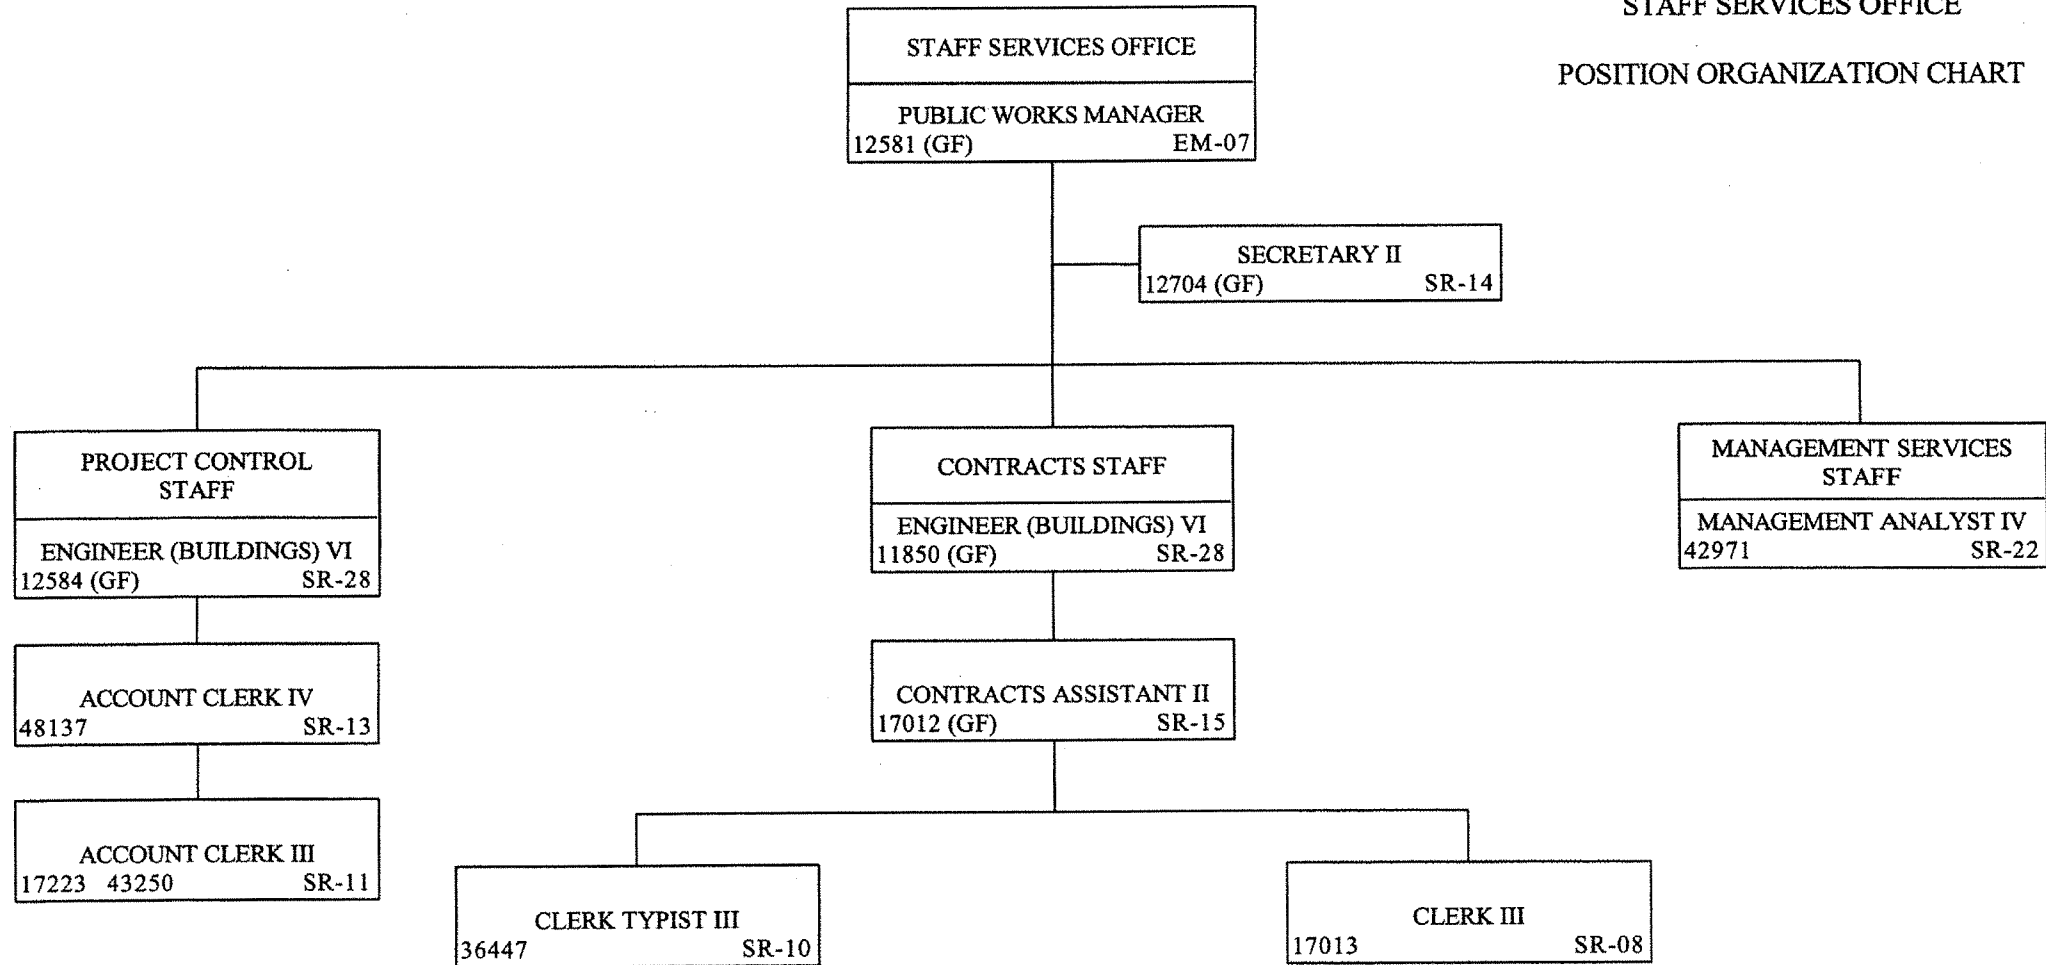 STAFF SERVICES OFFICE
POSITION ORGANIZATION CHART
STAFF SERVICES OFFICE
PUBLIC WORKS MANAGER
12581 (GF) EM-07
SECRETARY II
12704 (GF) SR-14
PROJECT CONTROL
STAFF
ENGINEER (BUILDINGS) VI
12584 (GF) SR-28
ACCOUNT CLERK IV
48137 SR-13
ACCOUNT CLERK III
17223 43250 SR-11
CONTRACTS STAFF
ENGINEER (BUILDINGS) VI
11850 (GF) SR-28
CONTRACTS ASSISTANT II
17012 (GF) SR-15
CLERK TYPIST III
36447 SR-10
CLERK III
17013 SR-08
MANAGEMENT SERVICES
STAFF
MANAGEMENT ANALYST IV
42971 SR-22